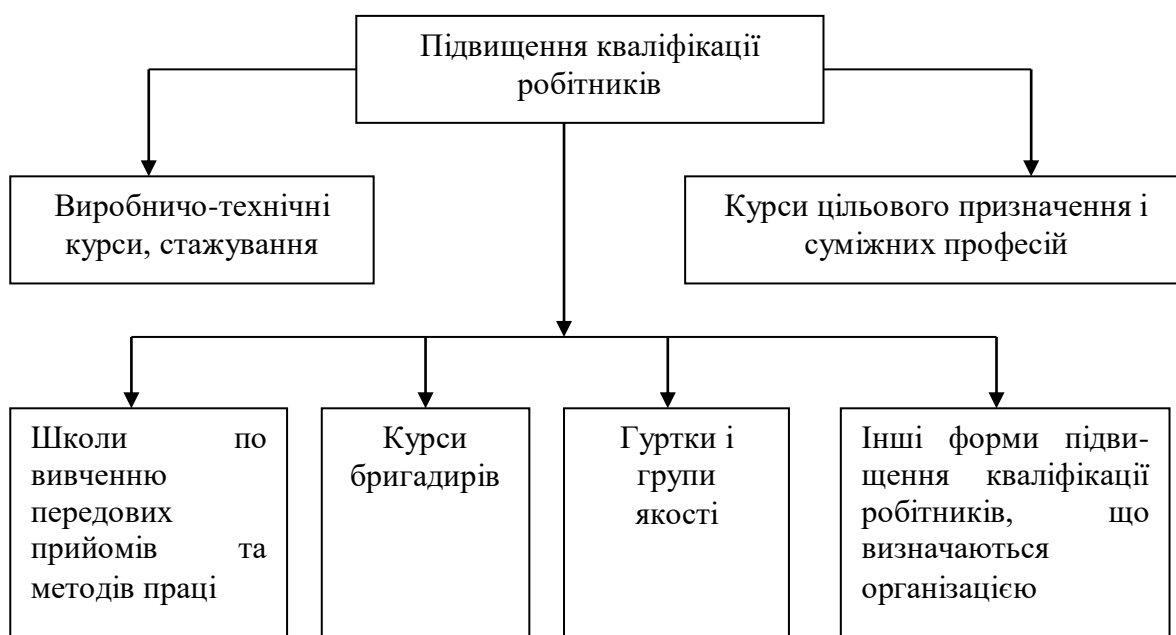 Підвищення кваліфікації
робітників
Виробничо-технічні
курси, стажування
Курси цільового призначення і
суміжних професій
Школи по
вивченню
передових
прийомів та
методів праці
Курси
бригадирів
Гуртки і
групи
якості
Інші форми підви-
щення кваліфікації
робітників, що
визначаються
організацією